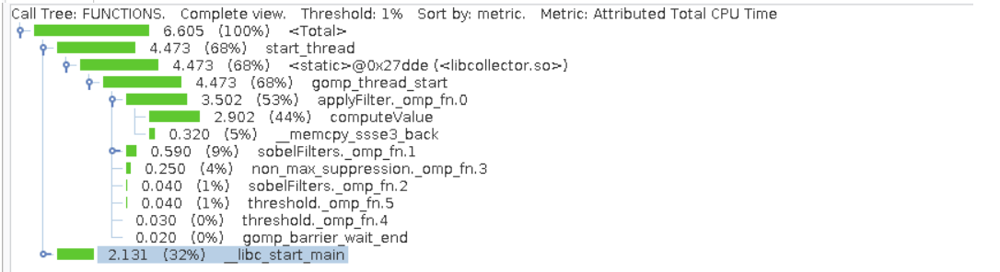 Call Tree: FUNCTIONS. Complete view. Threshold: 1% Sort by: metric. Metric: Attributed Total CPU Time
6.605 (100%) <Total>
4.473 (68%) start_thread
4.473 (68%) <static>@0x27dde (<libcollector.so>)
4.473 (68%) gomp_thread_start
3.502 (53%) applyFilter._omp_fn.0
2.902 (44%) computeValue
0.320 (5%) __memcpy_ssse3_back
0.590 (9%) sobelFilters._omp_fn.1
0.250 (4%) non_max_suppression._omp_fn.3
0.040 (1%) sobelFilters._omp_fn.2
0.040 (1%) threshold._omp_fn.5
0.030 (0%) threshold._omp_fn.4
0.020 (0%) gomp_barrier_wait_end
2.131 (32%) __libc_start_main